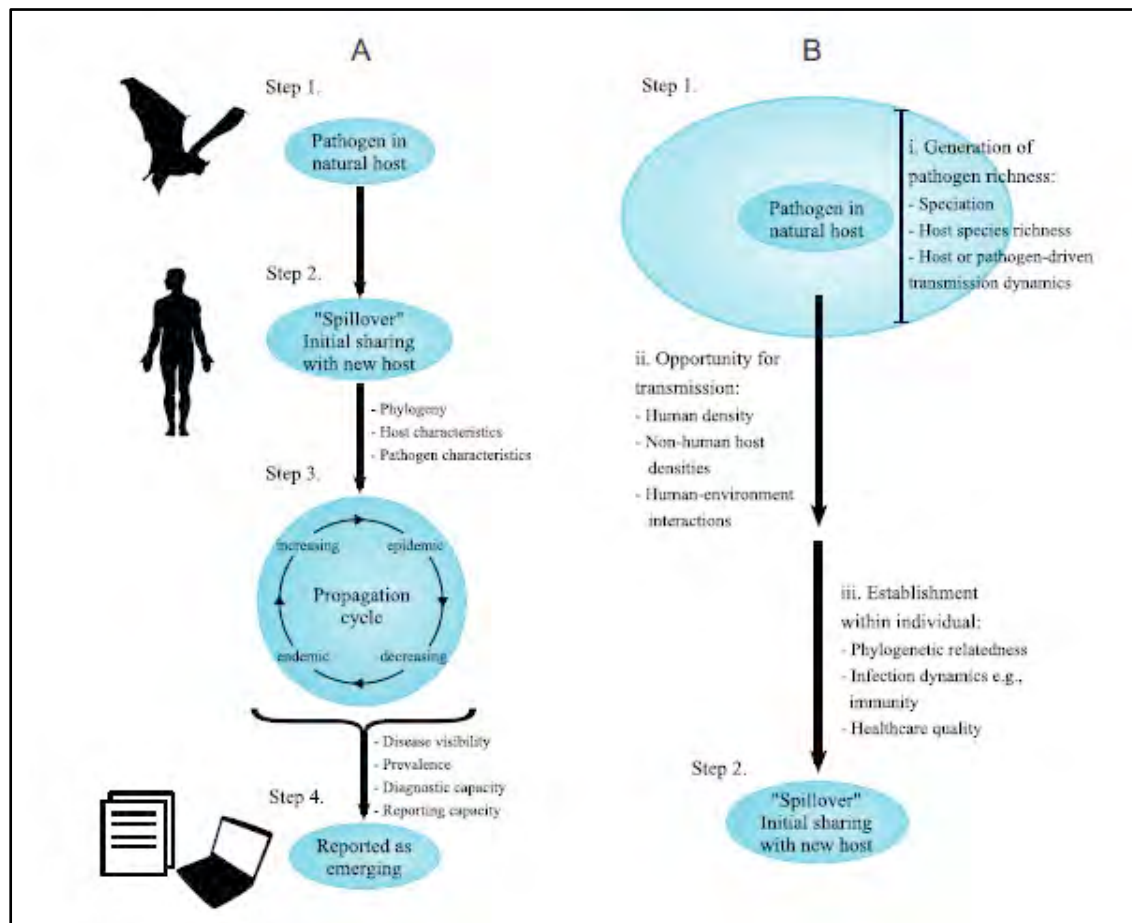 A
Step 1.
Pathogen in
natural host
Step 2.
"Spillover"
Initial sharing
with new host
- Phylogeny
- Host characteristics
- Pathogen characteristics
Step 3.
increasing
epidemic
Propagation
cycle
endemic
decreasing
- Disease visibility
- Prevalence
- Diagnostic capacity
- Reporting capacity
Step 4.
Reported as
emerging
B
Step 1.
Pathogen in
natural host
i. Generation of
pathogen richness:
- Speciation
- Host species richness
- Host or pathogen-driven
transmission dynamics
ii. Opportunity for
transmission:
- Human density
- Non-human host
densities
- Human-environment
interactions
iii. Establishment
within individual:
- Phylogenetic relatedness
- Infection dynamics e.g.,
immunity
- Healthcare quality
Step 2.
"Spillover"
Initial sharing
with new host